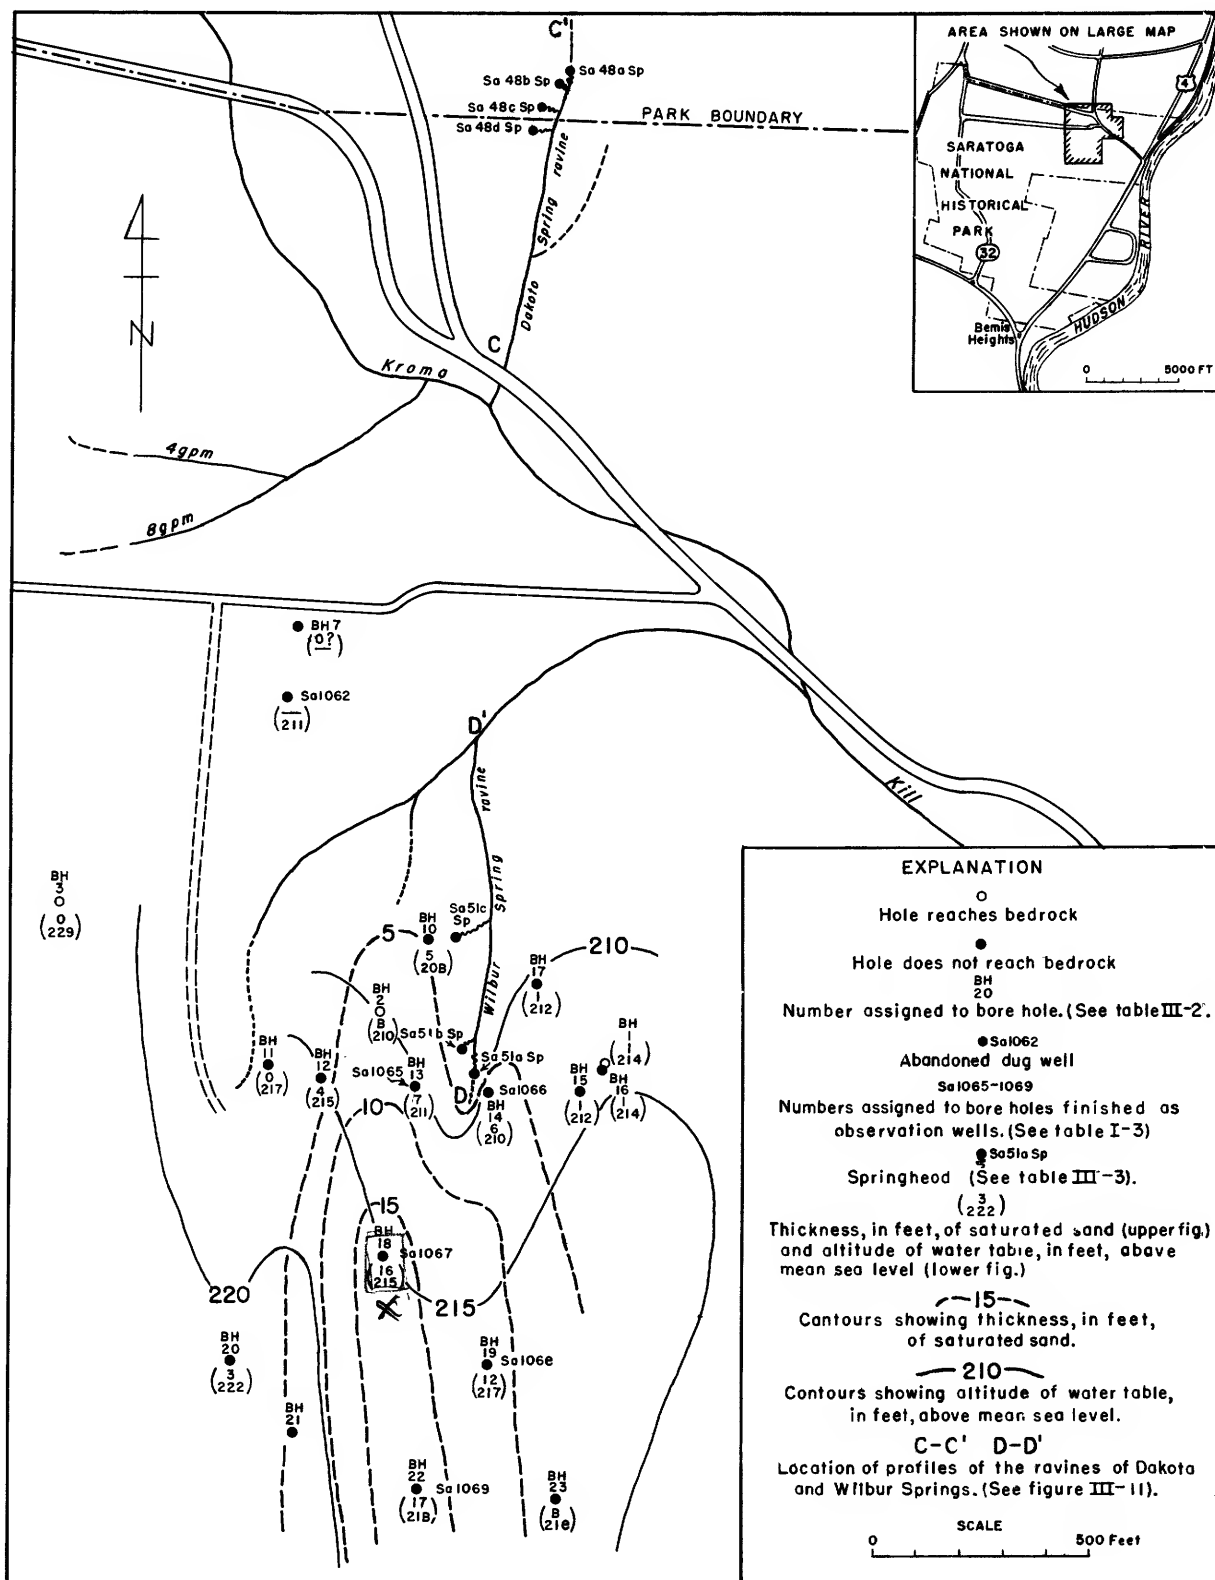 C'
Sa 48a Sp
Sa 48b Sp
Sa 48c Sp
Sa 48d Sp
PARK BOUNDARY
Dakota Spring ravine
C
N
Kroma
4gpm
8gpm
AREA SHOWN ON LARGE MAP
4
SARATOGA
NATIONAL
HISTORICAL
PARK
32
Bemis
Heights
HUDSON RIVER
0 5000 FT
BH 7
(0?)
Sa1062
(211)
D'
Wilbur Spring ravine
Kill
BH
3
0
(229)
BH
10
5
(20B)
Sa51c
Sp
5
210
BH
17
(212)
BH
2
B
(210)
Sa51b Sp
Sa51a Sp
BH
1
(214)
BH
11
0
(217)
BH
12
4
(215)
Sa1065
BH
13
7
(211)
D
Sa1066
BH
14
6
(210)
BH
15
(212)
BH
16
(214)
10
15
BH
18
Sa1067
16
(215)
X
220
215
BH
20
3
(222)
BH
19
Sa106e
12
(217)
BH
21
BH
22
Sa1069
17
(21B)
BH
23
B
(21e)
EXPLANATION
Hole reaches bedrock
Hole does not reach bedrock
BH
20
Number assigned to bore hole. (See table III-2).
Sa1062
Abandoned dug well
Sa1065-1069
Numbers assigned to bore holes finished as
observation wells. (See table I-3)
Sa51a Sp
Springheod (See table III-3).
(3
222)
Thickness, in feet, of saturated sand (upper fig.)
and altitude of water table, in feet, above
mean sea level (lower fig.)
15
Cantours showing thickness, in feet,
of saturated sand.
210
Contours showing altitude of water table,
in feet, above mean sea level.
C-C' D-D'
Location of profiles of the ravines of Dakota
and Wilbur Springs. (See figure III-11).
SCALE
0 500 Feet